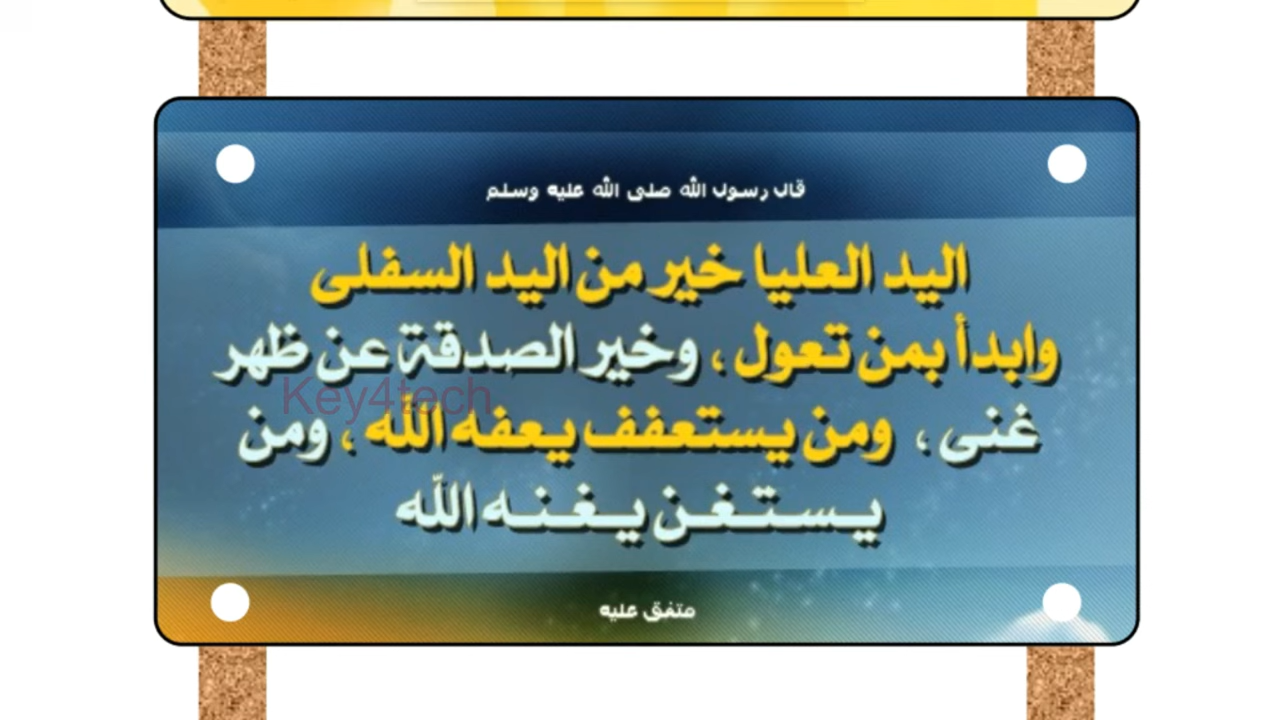 قال رسول الله صلى الله عليه وسلم
اليد العليا خير من اليد السفلى
وابدأ بمن تعول ، وخير الصدقة عن ظهر
غنى ، ومن يستعفف يعفه الله ، ومن
يستغن يغنه الله
متفق عليه
Key4tech